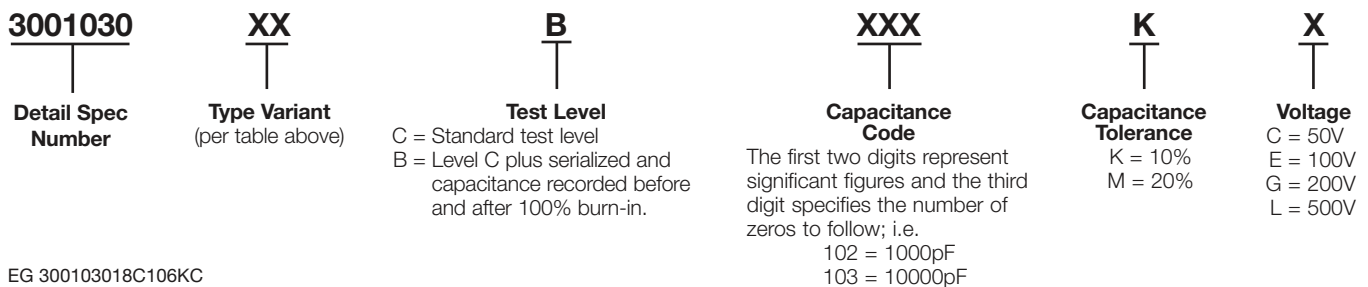 3001030
XX
B
XXX
K
X
Detail Spec
Number
Type Variant
(per table above)
Test Level
C = Standard test level
B = Level C plus serialized and
capacitance recorded before
and after 100% burn-in.
Capacitance
Code
The first two digits represent
significant figures and the third
digit specifies the number of
zeros to follow; i.e.
102 = 1000pF
103 = 10000pF
Capacitance
Tolerance
K = 10%
M = 20%
Voltage
C = 50V
E = 100V
G = 200V
L = 500V
EG 300103018C106KC